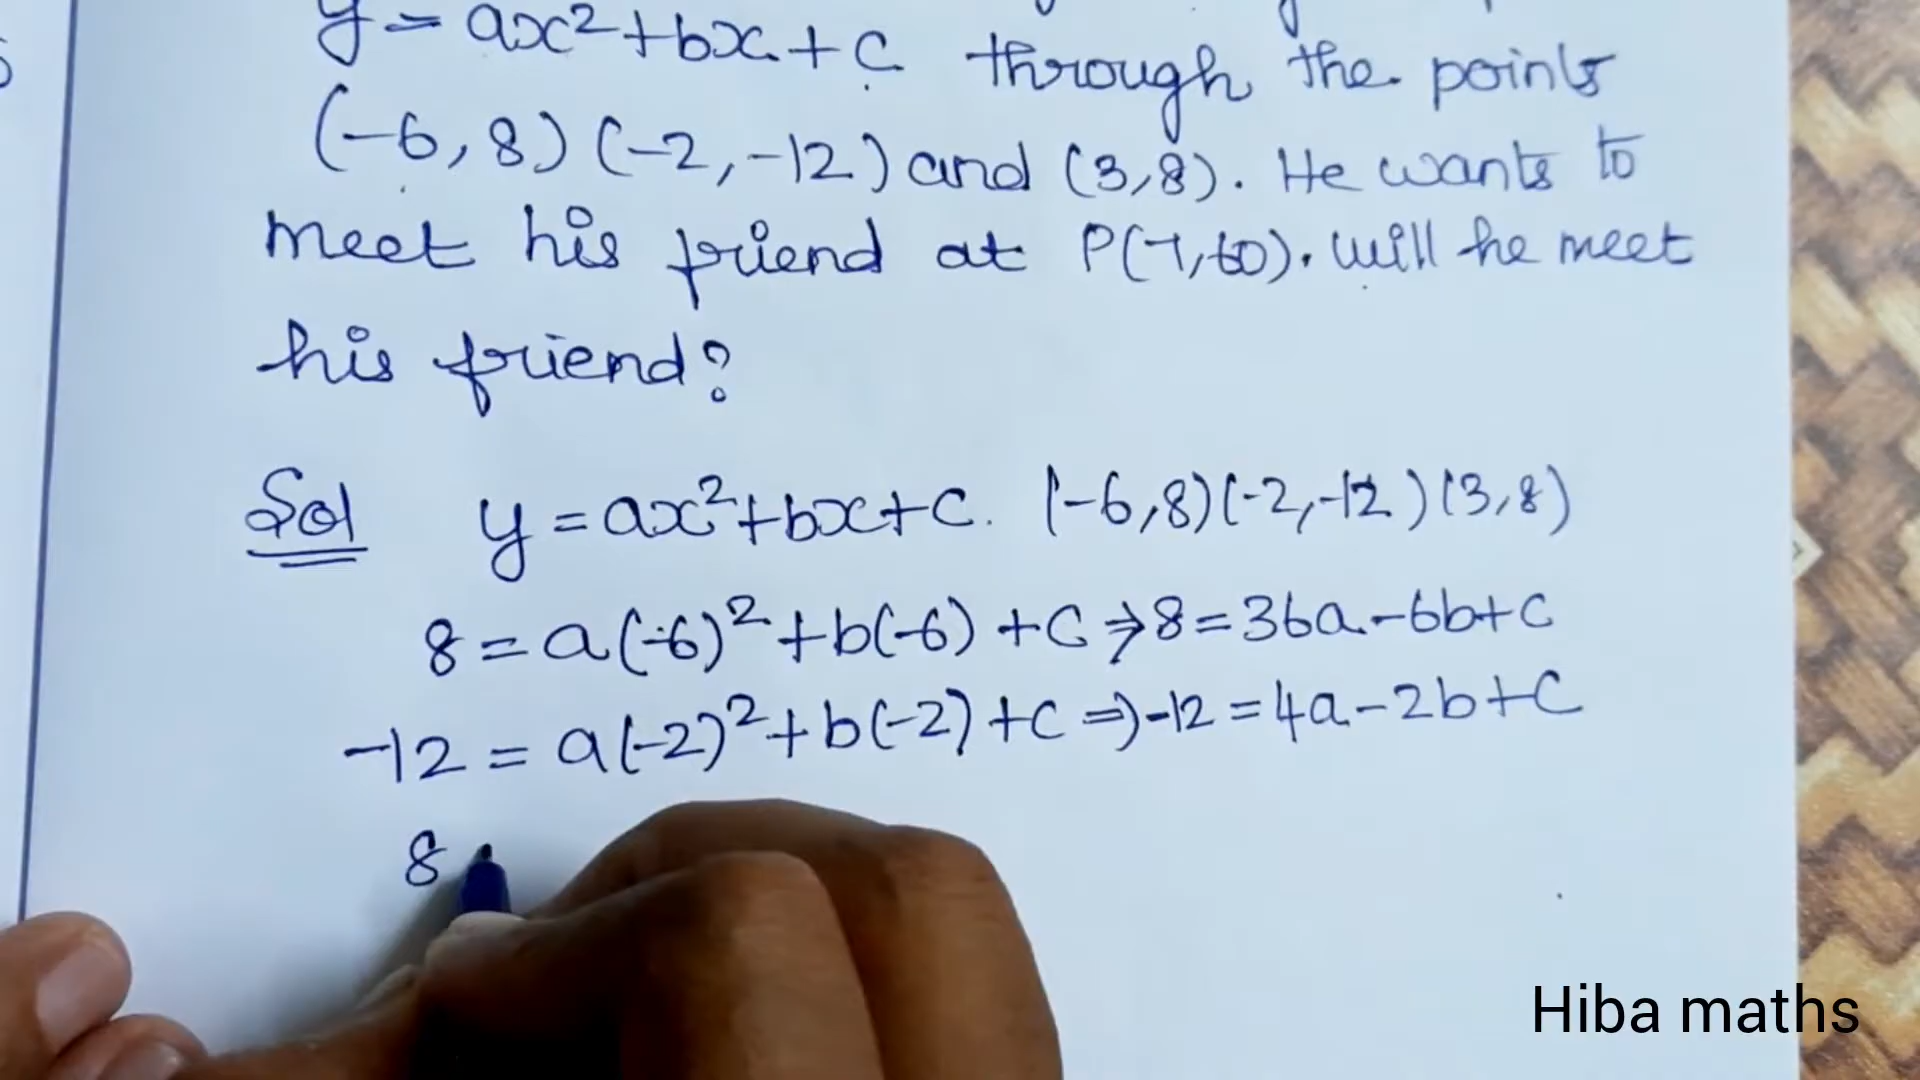 y = ax²+bx+c through the points
(-6,8) (-2,-12) and (3,8). He wants to
meet his friend at P(7,60). will he meet
his friend?
Sol y = ax²+bx+c. (-6,8)(-2,-12)(3,8)
8 = a(-6)²+b(-6)+c ⇒ 8 = 36a-6b+c
-12 = a(-2)²+b(-2)+c ⇒ -12 = 4a-2b+c
8
Hiba maths